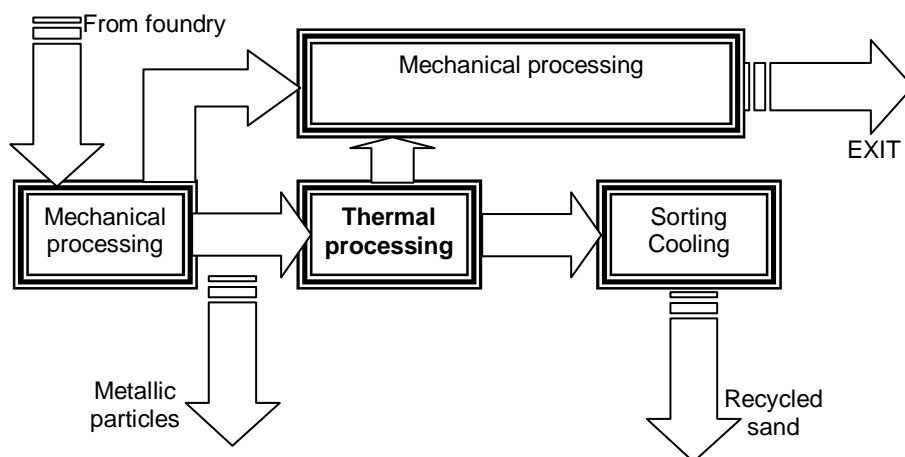 From foundry
Mechanical processing
EXIT
Mechanical
processing
Thermal
processing
Sorting
Cooling
Metallic
particles
Recycled
sand